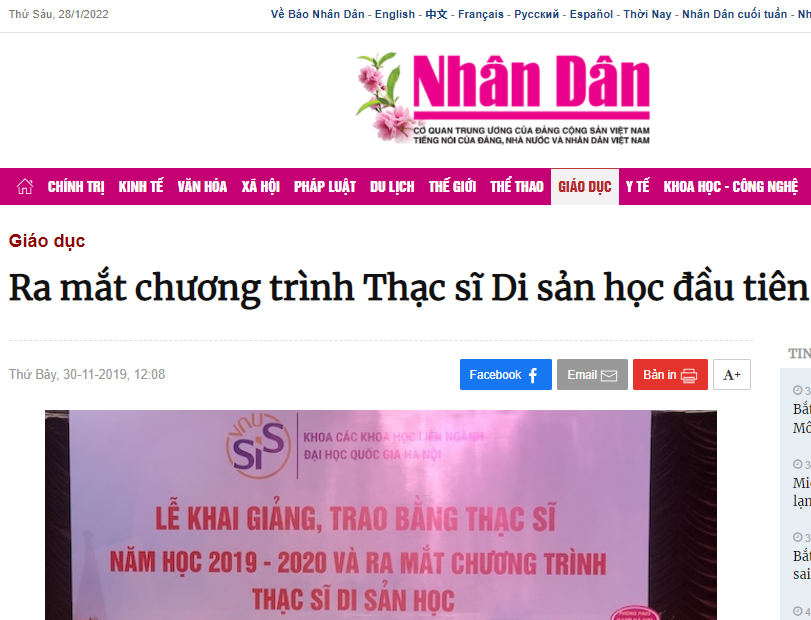 Thứ Sáu, 28/1/2022
Về Báo Nhân Dân - English - 中文 - Français - Русский - Español - Thời Nay - Nhân Dân cuối tuần - Nh
Nhân Dân
CƠ QUAN TRUNG ƯƠNG CỦA ĐẢNG CỘNG SẢN VIỆT NAM
TIẾNG NÓI CỦA ĐẢNG, NHÀ NƯỚC VÀ NHÂN DÂN VIỆT NAM
CHÍNH TRỊ KINH TẾ VĂN HÓA XÃ HỘI PHÁP LUẬT DU LỊCH THẾ GIỚI THỂ THAO GIÁO DỤC Y TẾ KHOA HỌC - CÔNG NGHỆ
Giáo dục
Ra mắt chương trình Thạc sĩ Di sản học đầu tiên
Thứ Bảy, 30-11-2019, 12:08
Facebook Email Bản in A+
TIN
3
Bắt
Mô
3
lạn
3
Bắt
sai
4
VNU
SIS
KHOA CÁC KHOA HỌC LIÊN NGÀNH
ĐẠI HỌC QUỐC GIA HÀ NỘI
LỄ KHAI GIẢNG, TRAO BẰNG THẠC SĨ
NĂM HỌC 2019 - 2020 VÀ RA MẮT CHƯƠNG TRÌNH
THẠC SĨ DI SẢN HỌC